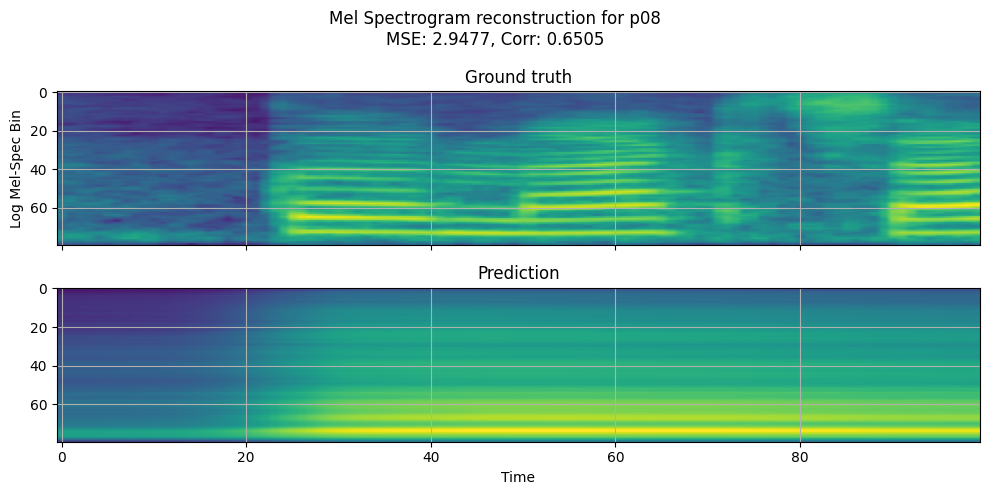 Mel Spectrogram reconstruction for p08
MSE: 2.9477, Corr: 0.6505
Ground truth
Log Mel-Spec Bin
0
20
40
60
Prediction
0
20
40
60
0 20 40 60 80
Time